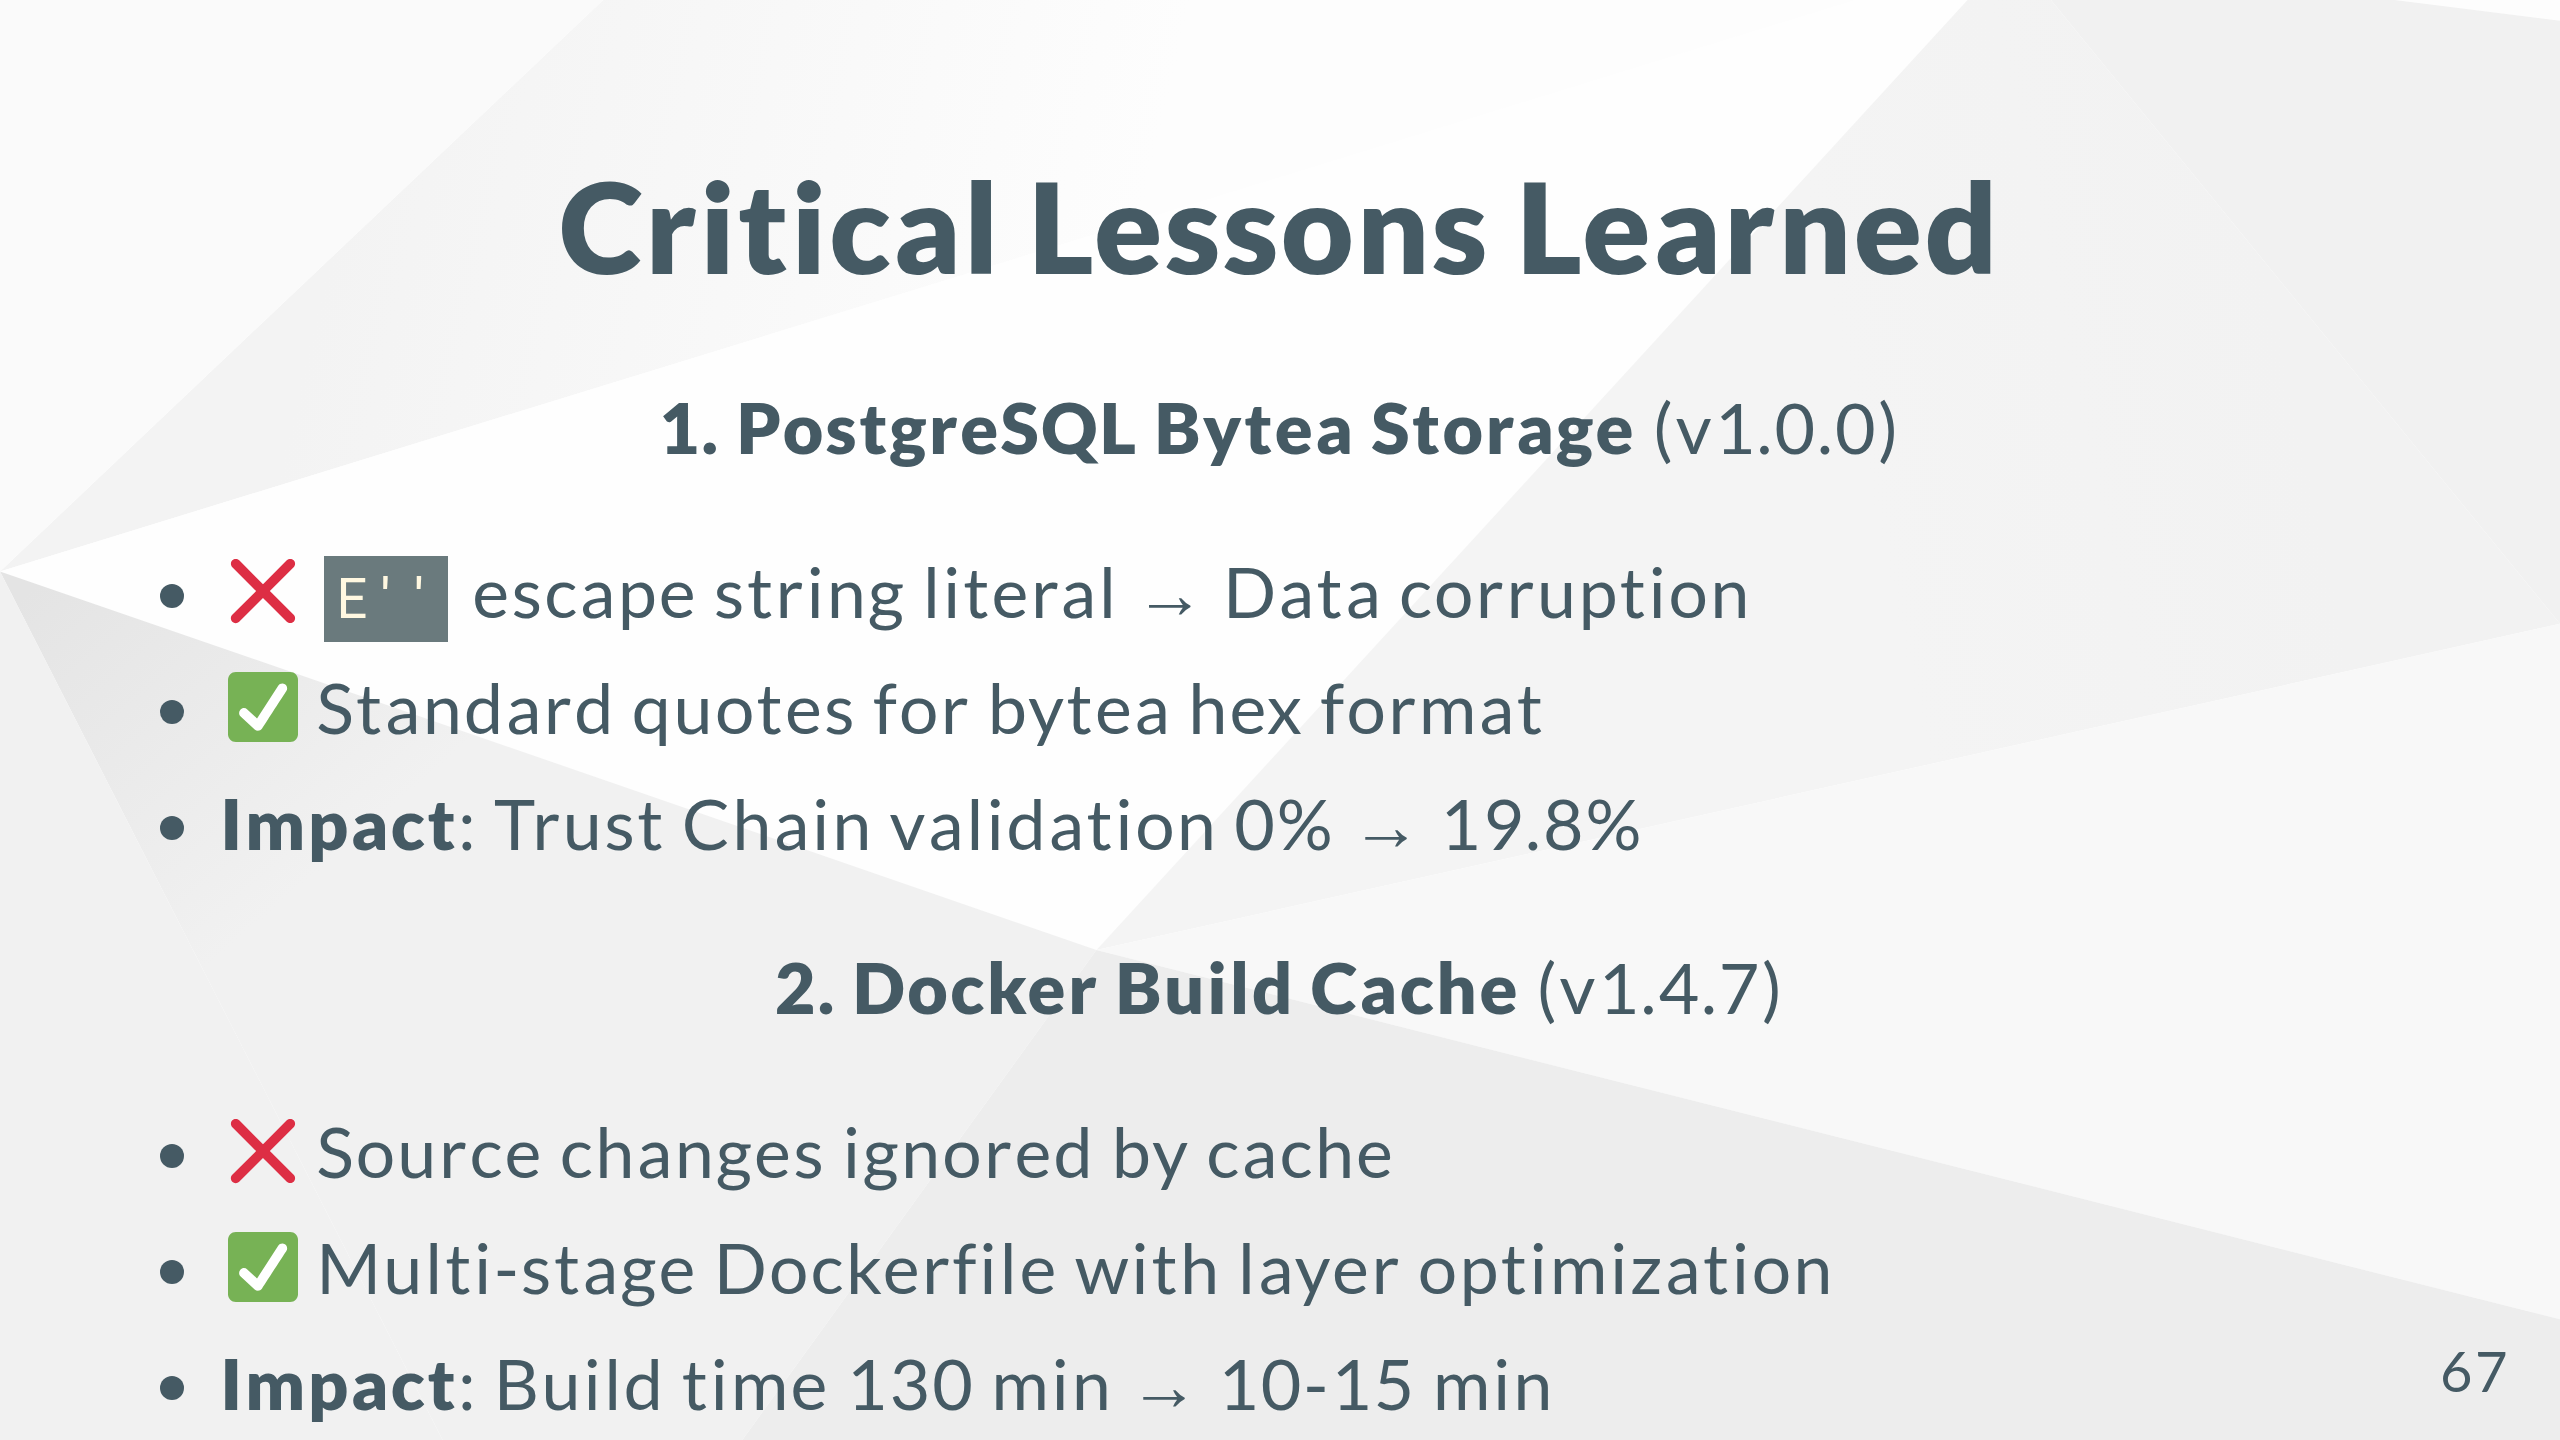 Critical Lessons Learned
1. PostgreSQL Bytea Storage (v1.0.0)
• ❌ E'' escape string literal → Data corruption
• ✅ Standard quotes for bytea hex format
• Impact: Trust Chain validation 0% → 19.8%
2. Docker Build Cache (v1.4.7)
• ❌ Source changes ignored by cache
• ✅ Multi-stage Dockerfile with layer optimization
• Impact: Build time 130 min → 10-15 min
67